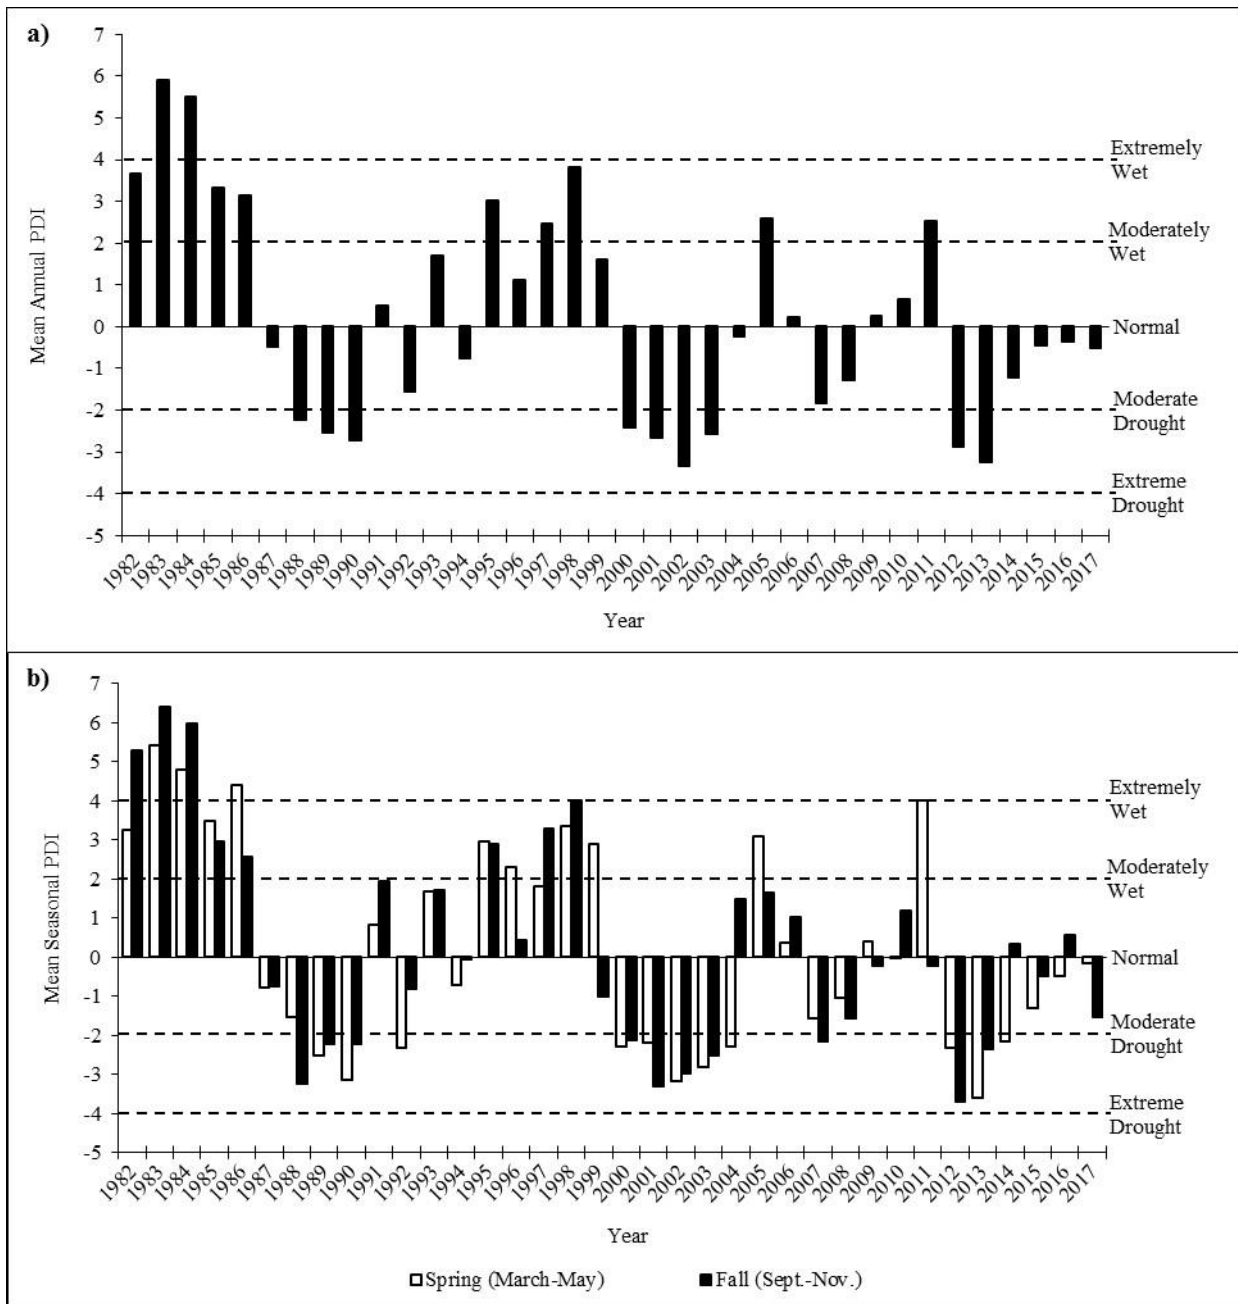 a)
7
6
5
4
3
2
1
0
-1
-2
-3
-4
-5
Mean Annual PDI
Extremely
Wet
Moderately
Wet
Normal
Moderate
Drought
Extreme
Drought
1982 1983 1984 1985 1986 1987 1988 1989 1990 1991 1992 1993 1994 1995 1996 1997 1998 1999 2000 2001 2002 2003 2004 2005 2006 2007 2008 2009 2010 2011 2012 2013 2014 2015 2016 2017
Year
b)
7
6
5
4
3
2
1
0
-1
-2
-3
-4
-5
Mean Seasonal PDI
Extremely
Wet
Moderately
Wet
Normal
Moderate
Drought
Extreme
Drought
1982 1983 1984 1985 1986 1987 1988 1989 1990 1991 1992 1993 1994 1995 1996 1997 1998 1999 2000 2001 2002 2003 2004 2005 2006 2007 2008 2009 2010 2011 2012 2013 2014 2015 2016 2017
Year
Spring (March-May) Fall (Sept.-Nov.)